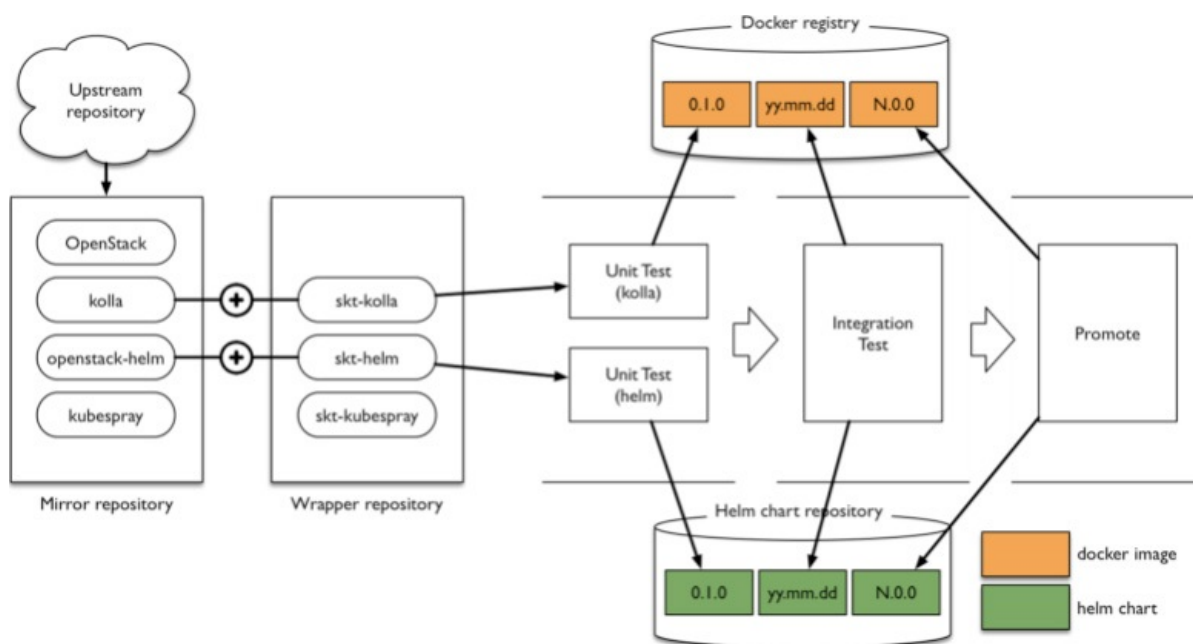 Docker registry
Upstream
repository
0.1.0
yy.mm.dd
N.0.0
OpenStack
kolla
openstack-helm
kubespray
Mirror repository
skt-kolla
skt-helm
skt-kubespray
Wrapper repository
Unit Test
(kolla)
Unit Test
(helm)
Integration
Test
Promote
Helm chart repository
0.1.0
yy.mm.dd
N.0.0
docker image
helm chart